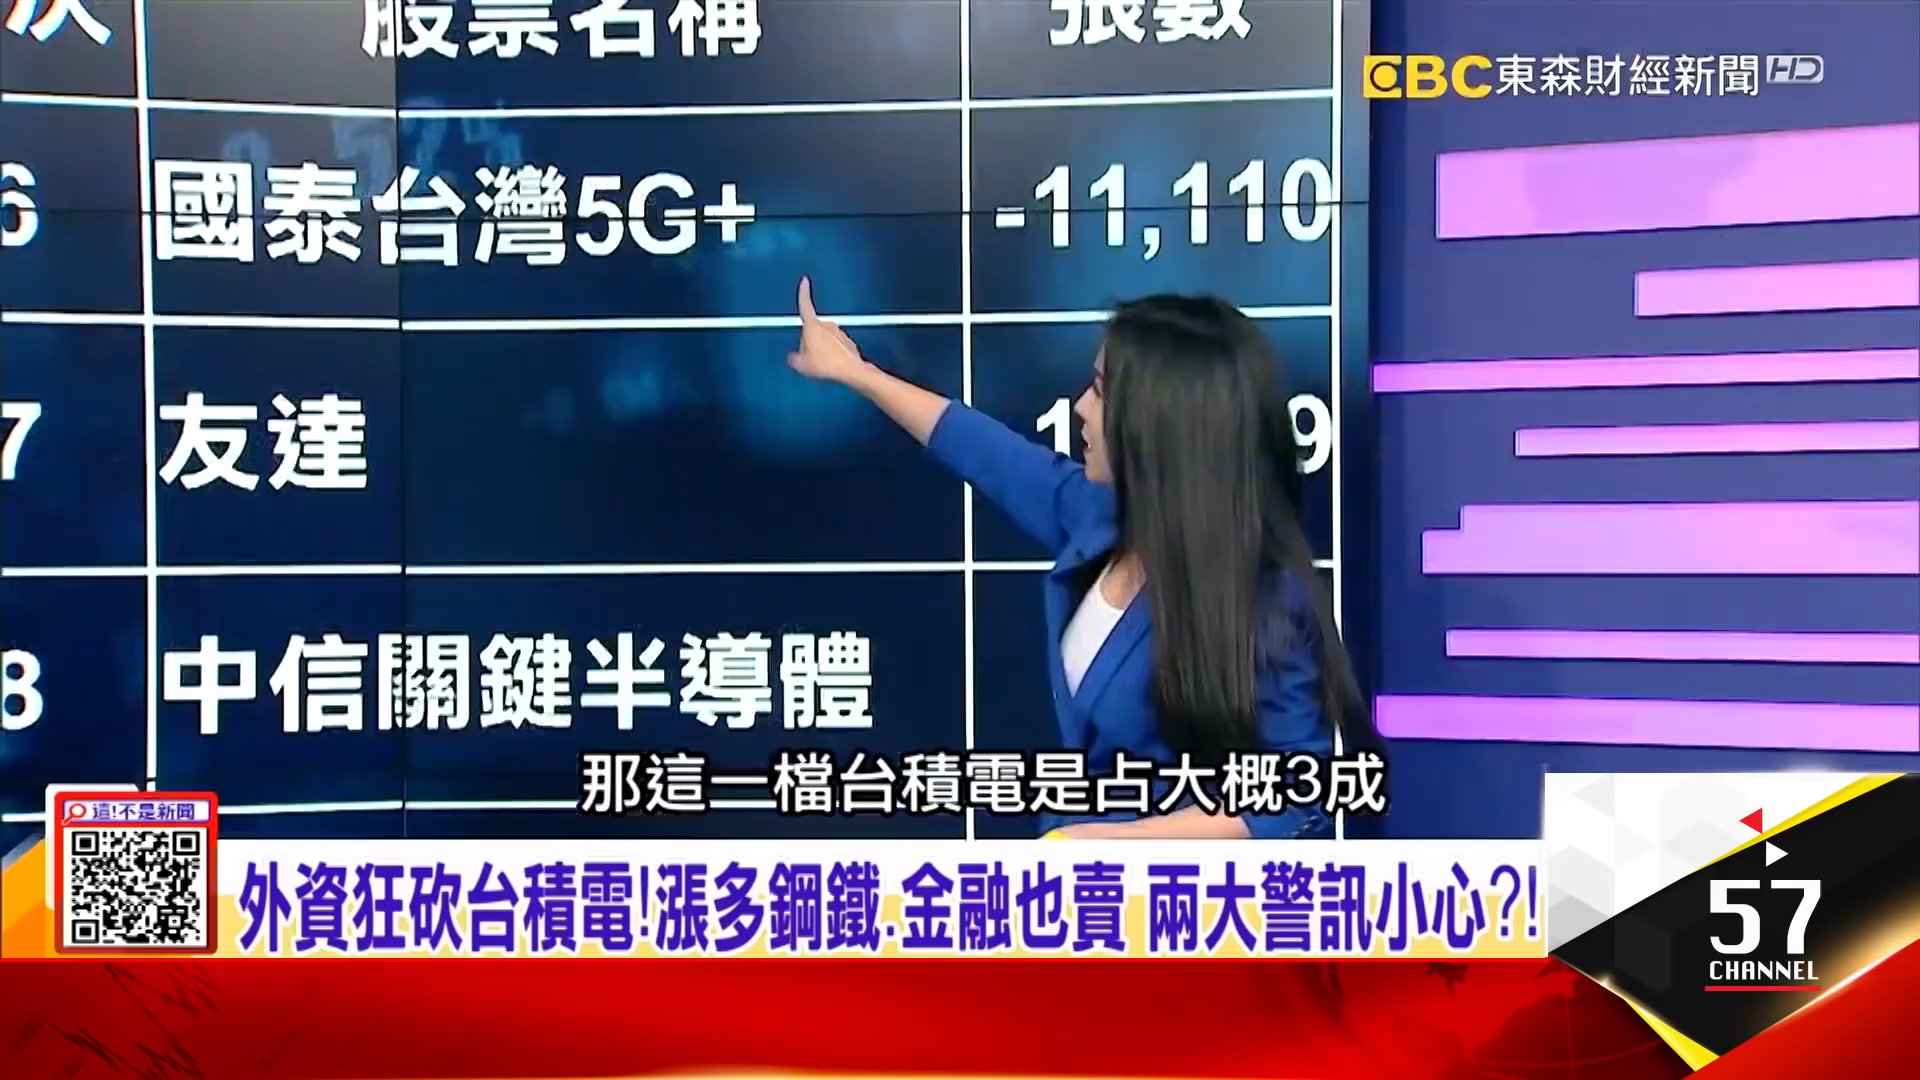 次 股票名稱 張數
EBC東森財經新聞HD
6 國泰台灣5G+ -11,110
7 友達
8 中信關鍵半導體
那這一檔台積電是占大概3成
這!不是新聞
外資狂砍台積電!漲多鋼鐵.金融也賣 兩大警訊小心?!
57
CHANNEL